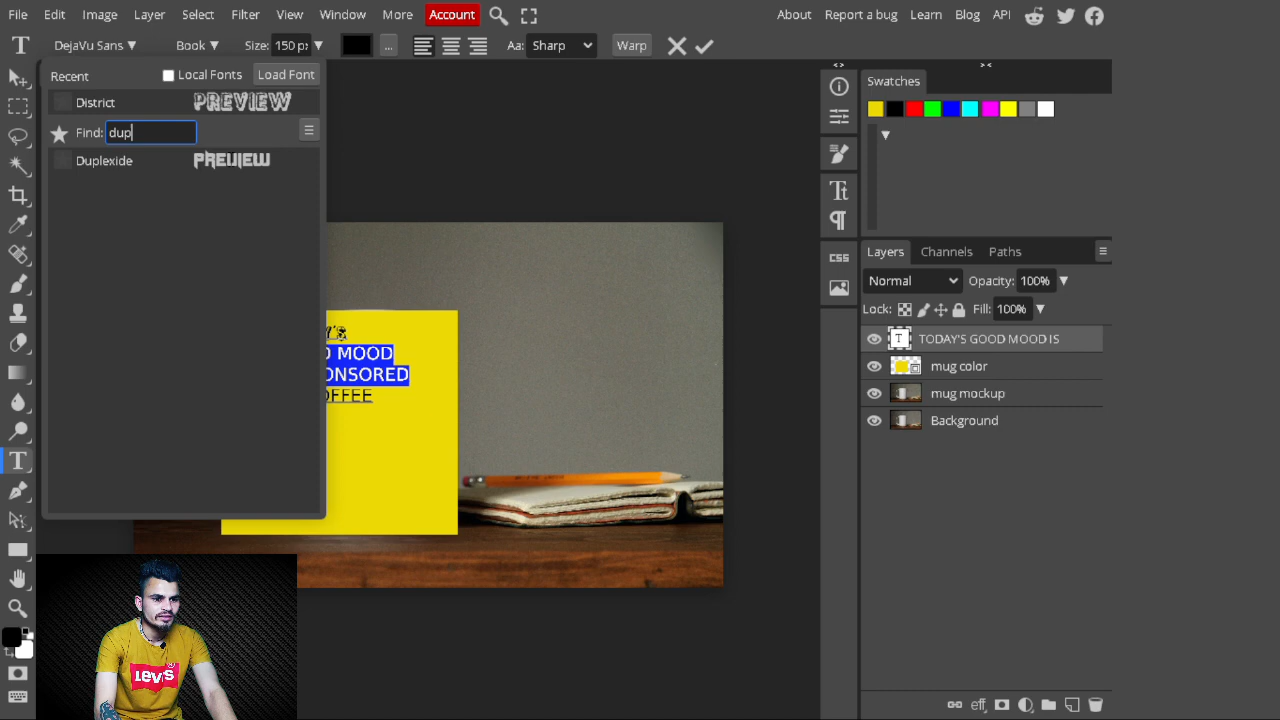 File Edit Image Layer Select Filter View Window More Account About Report a bug Learn Blog API
T DejaVu Sans ▼ Book ▼ Size: 150 px ▼ ... Aa: Sharp Warp
Recent Local Fonts Load Font
District PREVIEW
Find: dup
Duplexide PREVIEW
Y'S
D MOOD
ONSORED
OFFEE
CSS
Swatches
Layers Channels Paths
Normal Opacity: 100% ▼
Lock: Fill: 100% ▼
T TODAY'S GOOD MOOD IS
mug color
mug mockup
Background
eff
Levi's